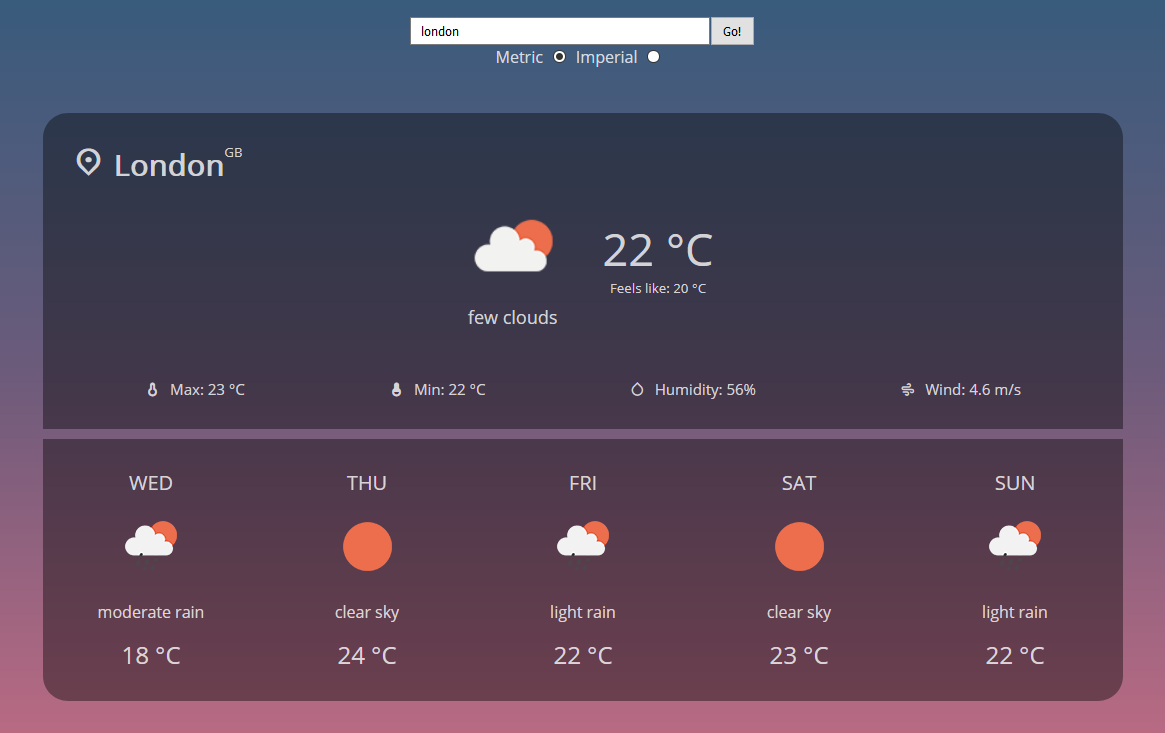 london Go!
Metric Imperial
London GB
22 °C
Feels like: 20 °C
few clouds
Max: 23 °C Min: 22 °C Humidity: 56% Wind: 4.6 m/s
WED THU FRI SAT SUN
moderate rain clear sky light rain clear sky light rain
18 °C 24 °C 22 °C 23 °C 22 °C